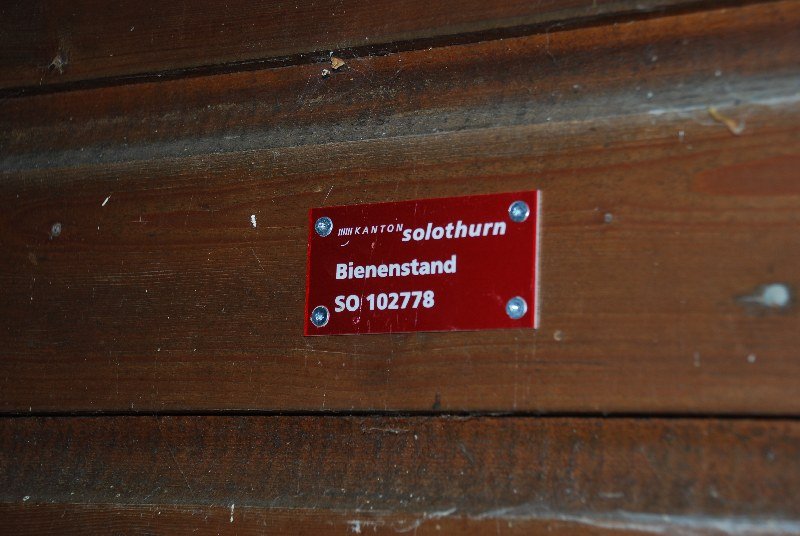 KANTON solothurn
Bienenstand
SO 102778